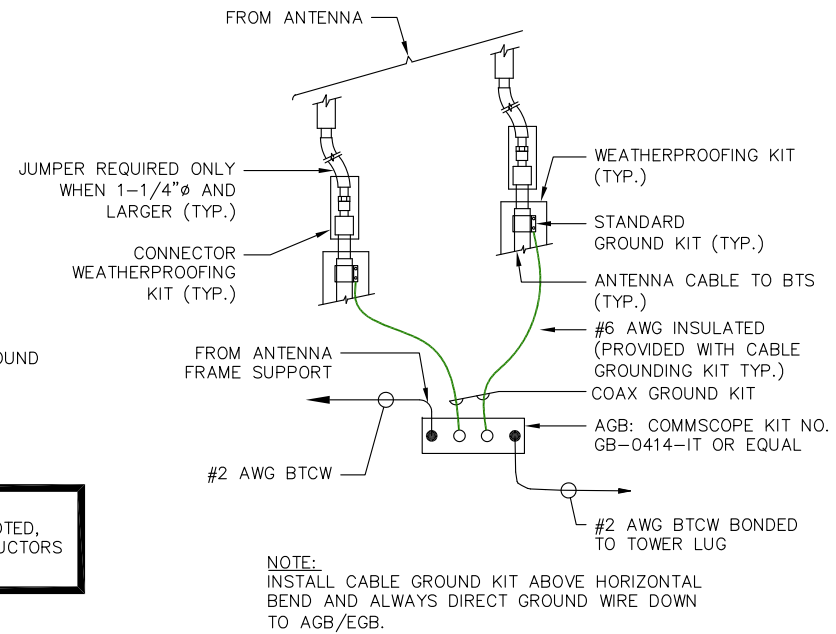 FROM ANTENNA
JUMPER REQUIRED ONLY
WHEN 1-1/4"ø AND
LARGER (TYP.)
CONNECTOR
WEATHERPROOFING
KIT (TYP.)
WEATHERPROOFING KIT
(TYP.)
STANDARD
GROUND KIT (TYP.)
ANTENNA CABLE TO BTS
(TYP.)
#6 AWG INSULATED
(PROVIDED WITH CABLE
GROUNDING KIT TYP.)
COAX GROUND KIT
FROM ANTENNA
FRAME SUPPORT
AGB: COMMSCOPE KIT NO.
GB-0414-IT OR EQUAL
#2 AWG BTCW
#2 AWG BTCW BONDED
TO TOWER LUG
NOTE:
INSTALL CABLE GROUND KIT ABOVE HORIZONTAL
BEND AND ALWAYS DIRECT GROUND WIRE DOWN
TO AGB/EGB.